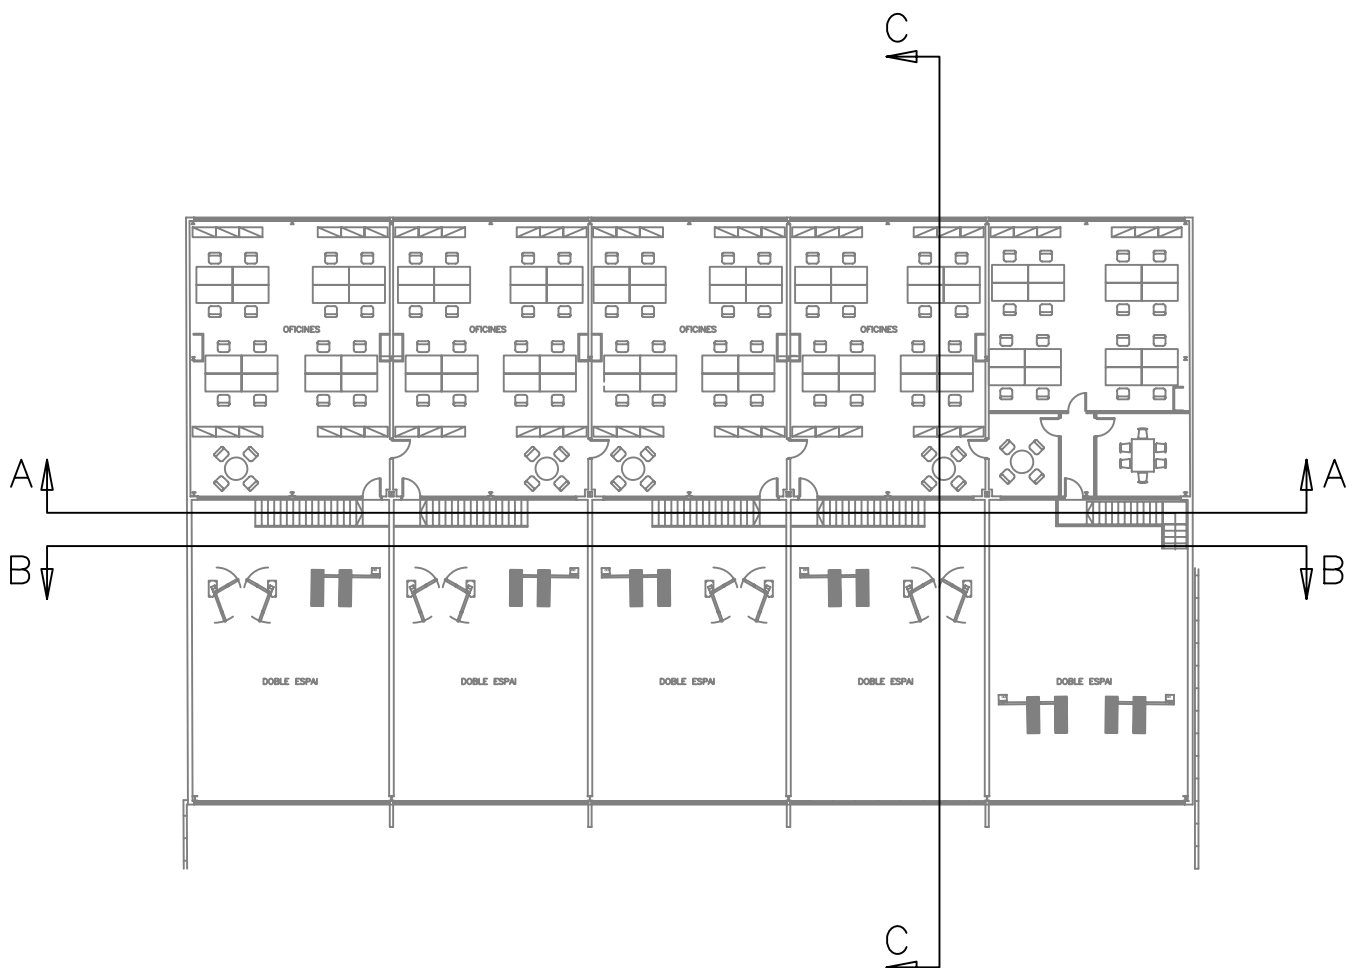 C
OFICINES OFICINES OFICINES OFICINES
A A
B B
DOBLE ESPAI DOBLE ESPAI DOBLE ESPAI DOBLE ESPAI DOBLE ESPAI
C